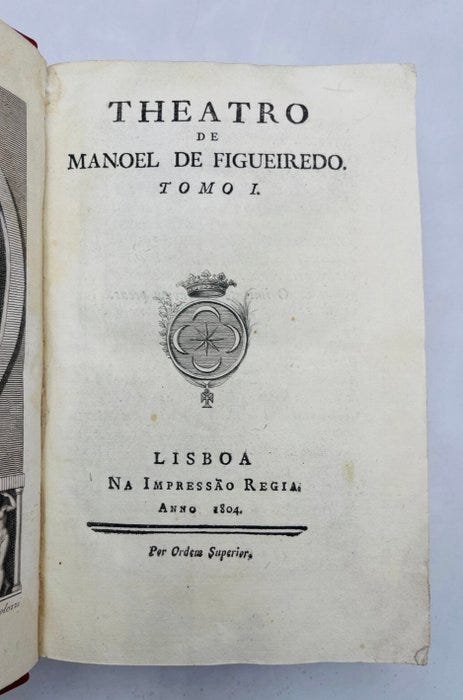 THEATRO
DE
MANOEL DE FIGUEIREDO.
TOMO I.
LISBOA
NA IMPRESSÃO REGIA.
ANNO 1804.
Por Ordem Superior.